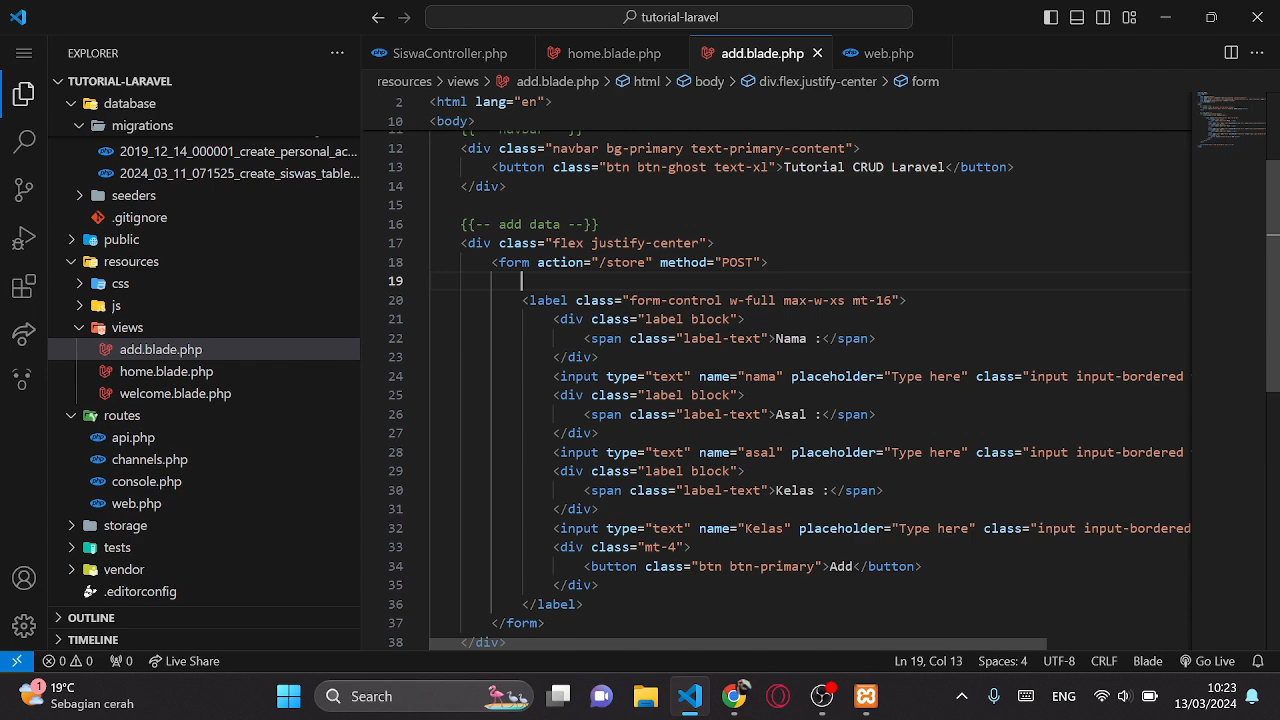 tutorial-laravel
EXPLORER
SiswaController.php
home.blade.php
add.blade.php
web.php
TUTORIAL-LARAVEL
resources > views > add.blade.php > html > body > div.flex.justify-center > form
database
migrations
2019_12_14_000001_create_personal_ac...
2024_03_11_071525_create_siswas_table...
seeders
.gitignore
public
resources
css
js
views
add.blade.php
home.blade.php
welcome.blade.php
routes
api.php
channels.php
console.php
web.php
storage
tests
vendor
.editorconfig
OUTLINE
TIMELINE
2 <html lang="en">
10 <body>
12 <div class="navbar bg-primary text-primary-content">
13 <button class="btn btn-ghost text-xl">Tutorial CRUD Laravel</button>
14 </div>
15
16 {{-- add data --}}
17 <div class="flex justify-center">
18 <form action="/store" method="POST">
19
20 <label class="form-control w-full max-w-xs mt-16">
21 <div class="label block">
22 <span class="label-text">Nama :</span>
23 </div>
24 <input type="text" name="nama" placeholder="Type here" class="input input-bordered
25 <div class="label block">
26 <span class="label-text">Asal :</span>
27 </div>
28 <input type="text" name="asal" placeholder="Type here" class="input input-bordered
29 <div class="label block">
30 <span class="label-text">Kelas :</span>
31 </div>
32 <input type="text" name="Kelas" placeholder="Type here" class="input input-bordered
33 <div class="mt-4">
34 <button class="btn btn-primary">Add</button>
35 </div>
36 </label>
37 </form>
38 </div>
0 0 0 Live Share
Ln 19, Col 13 Spaces: 4 UTF-8 CRLF Blade Go Live
1
19°C
Sebagian cerah
Search
ENG
10:23
13/03/2024